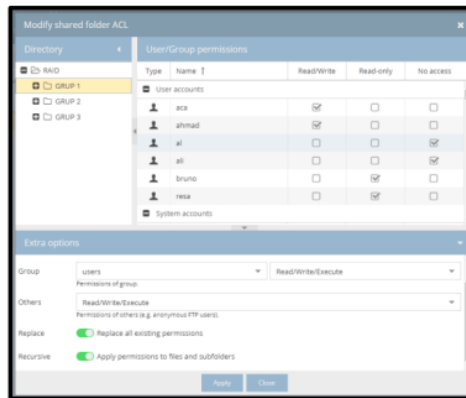 Modify shared folder ACL
Directory
User/Group permissions
RAID
GRUP 1
GRUP 2
GRUP 3
Type Name Read/Write Read-only No access
User accounts
aca
ahmad
al
ali
bruno
resa
System accounts
Extra options
Group users Read/Write/Execute
Permissions of group.
Others Read/Write/Execute
Permissions of others (e.g. anonymous FTP users).
Replace Replace all existing permissions
Recursive Apply permissions to files and subfolders
Apply Close